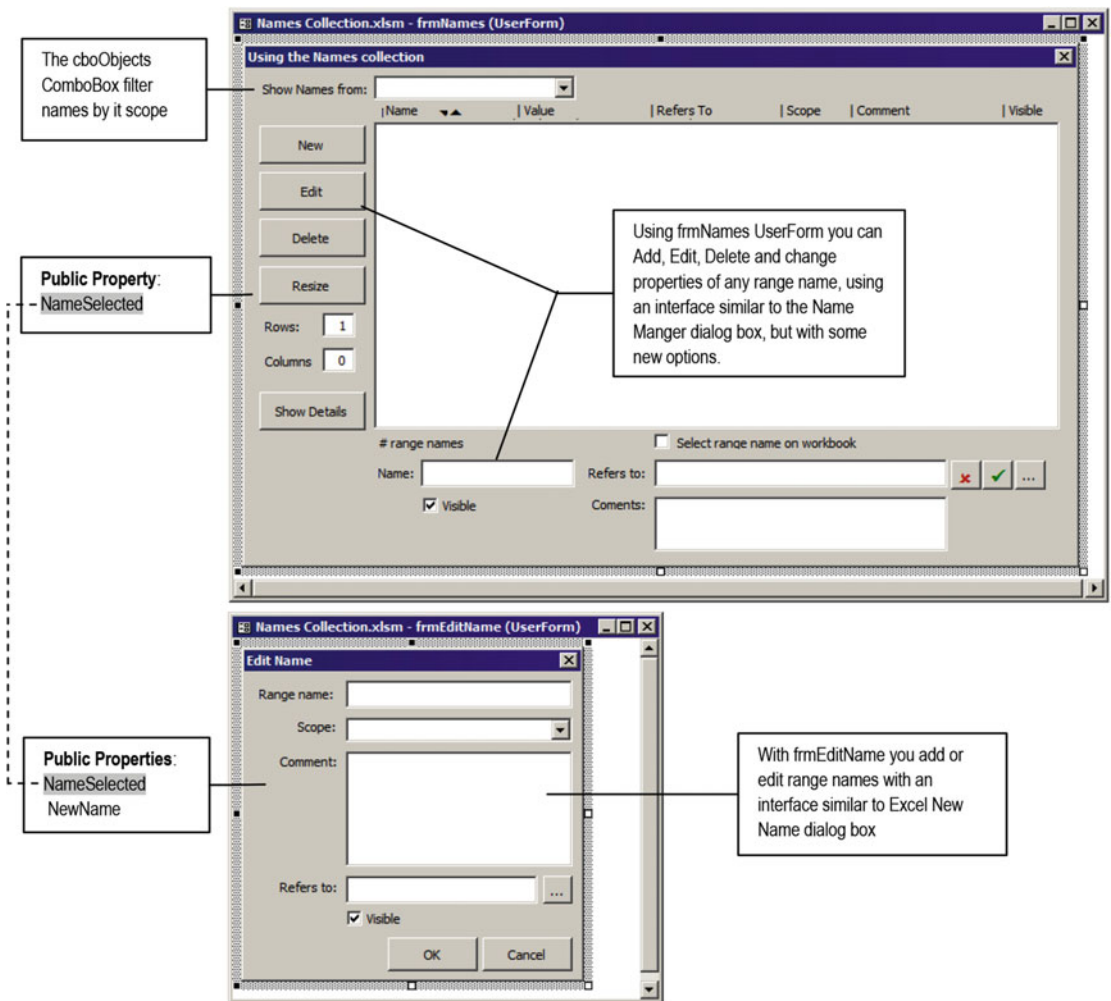 Names Collection.xlsm - frmNames (UserForm)
Using the Names collection
The cboObjects
ComboBox filter
names by it scope
Show Names from:
|Name |Value |Refers To |Scope |Comment |Visible
New
Edit
Delete
Resize
Rows: 1
Columns 0
Show Details
Using frmNames UserForm you can
Add, Edit, Delete and change
properties of any range name, using
an interface similar to the Name
Manger dialog box, but with some
new options.
Public Property:
NameSelected
# range names
Select range name on workbook
Name:
Refers to:
...
Visible
Coments:
Names Collection.xlsm - frmEditName (UserForm)
Edit Name
Range name:
Scope:
Comment:
Public Properties:
NameSelected
NewName
With frmEditName you add or
edit range names with an
interface similar to Excel New
Name dialog box
Refers to:
...
Visible
OK Cancel